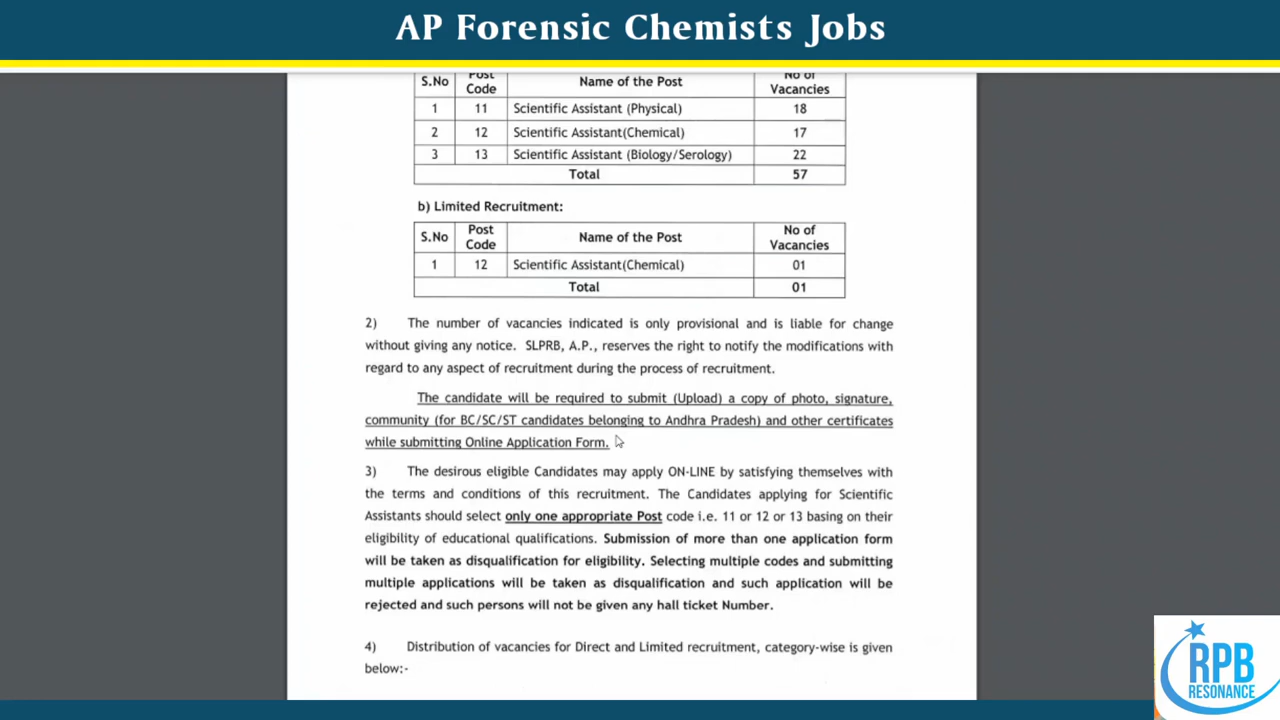 AP Forensic Chemists Jobs
S.No Post Code Name of the Post No of Vacancies
1 11 Scientific Assistant (Physical) 18
2 12 Scientific Assistant(Chemical) 17
3 13 Scientific Assistant (Biology/Serology) 22
Total 57
b) Limited Recruitment:
S.No Post Code Name of the Post No of Vacancies
1 12 Scientific Assistant(Chemical) 01
Total 01
2) The number of vacancies indicated is only provisional and is liable for change
without giving any notice. SLPRB, A.P., reserves the right to notify the modifications with
regard to any aspect of recruitment during the process of recruitment.
The candidate will be required to submit (Upload) a copy of photo, signature,
community (for BC/SC/ST candidates belonging to Andhra Pradesh) and other certificates
while submitting Online Application Form.
3) The desirous eligible Candidates may apply ON-LINE by satisfying themselves with
the terms and conditions of this recruitment. The Candidates applying for Scientific
Assistants should select only one appropriate Post code i.e. 11 or 12 or 13 basing on their
eligibility of educational qualifications. Submission of more than one application form
will be taken as disqualification for eligibility. Selecting multiple codes and submitting
multiple applications will be taken as disqualification and such application will be
rejected and such persons will not be given any hall ticket Number.
4) Distribution of vacancies for Direct and Limited recruitment, category-wise is given
below:-
RPB
RESONANCE